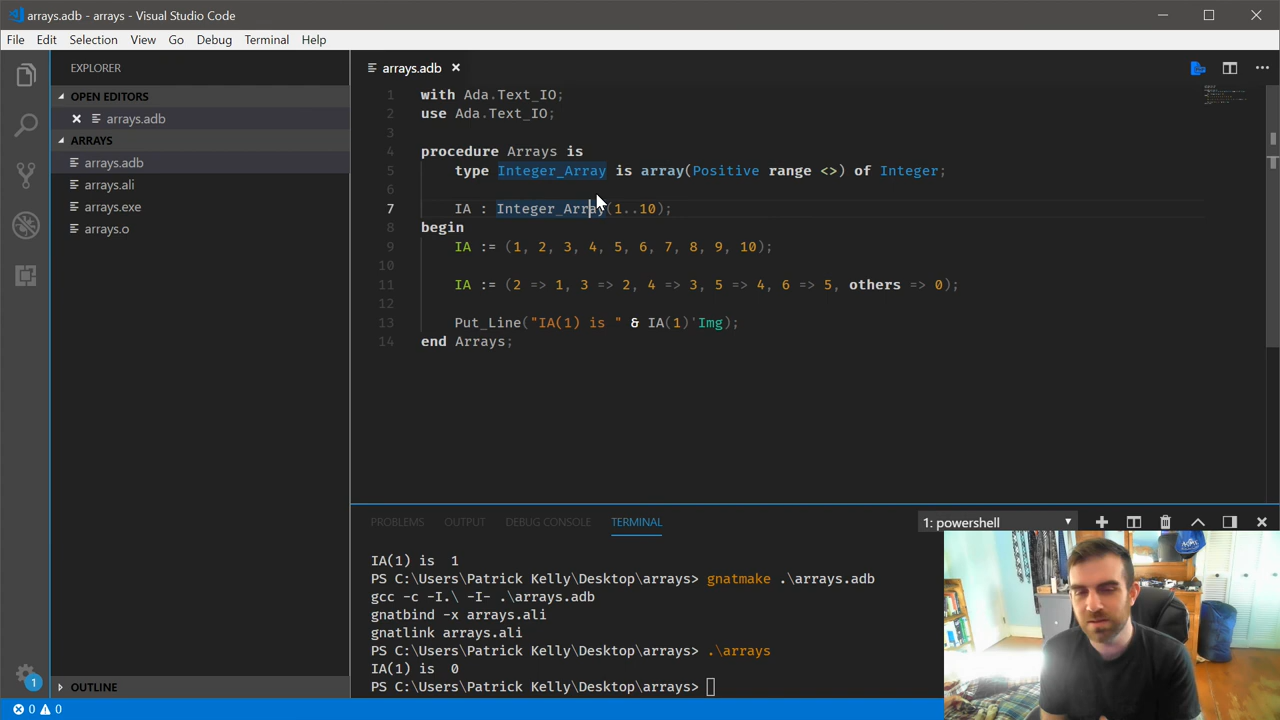 arrays.adb - arrays - Visual Studio Code
File Edit Selection View Go Debug Terminal Help
EXPLORER
OPEN EDITORS
arrays.adb
ARRAYS
arrays.adb
arrays.ali
arrays.exe
arrays.o
OUTLINE
1
arrays.adb
1 with Ada.Text_IO;
2 use Ada.Text_IO;
3
4 procedure Arrays is
5 type Integer_Array is array(Positive range <>) of Integer;
6
7 IA : Integer_Array(1..10);
8 begin
9 IA := (1, 2, 3, 4, 5, 6, 7, 8, 9, 10);
10
11 IA := (2 => 1, 3 => 2, 4 => 3, 5 => 4, 6 => 5, others => 0);
12
13 Put_Line("IA(1) is " & IA(1)'Img);
14 end Arrays;
PROBLEMS OUTPUT DEBUG CONSOLE TERMINAL 1: powershell
IA(1) is  1
PS C:\Users\Patrick Kelly\Desktop\arrays> gnatmake .\arrays.adb
gcc -c -I.\ -I- .\arrays.adb
gnatbind -x arrays.ali
gnatlink arrays.ali
PS C:\Users\Patrick Kelly\Desktop\arrays> .\arrays
IA(1) is  0
PS C:\Users\Patrick Kelly\Desktop\arrays>
0 0